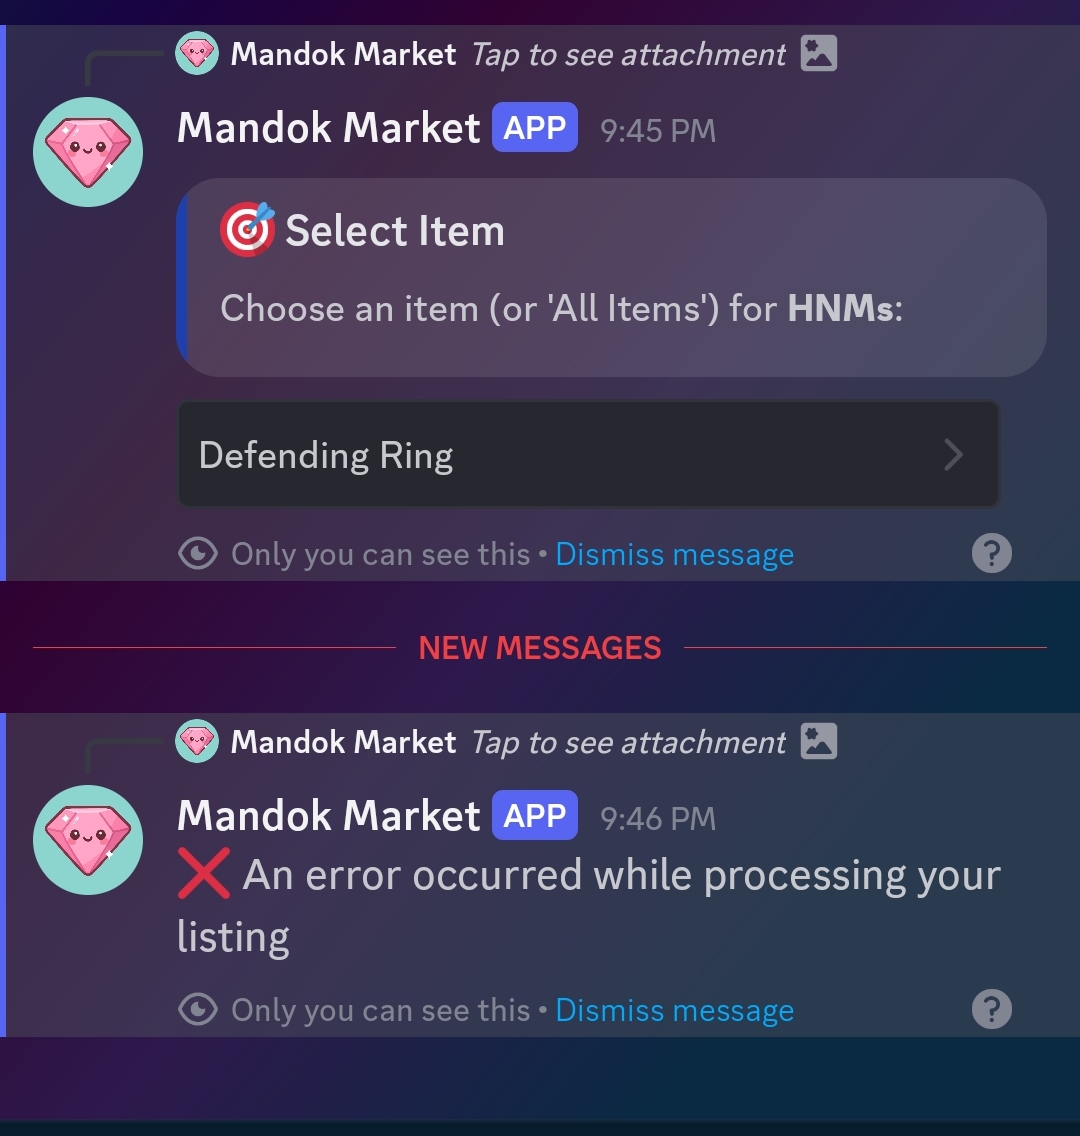 Mandok Market Tap to see attachment
Mandok Market APP 9:45 PM
Select Item
Choose an item (or 'All Items') for HNMs:
Defending Ring
Only you can see this • Dismiss message
?
NEW MESSAGES
Mandok Market Tap to see attachment
Mandok Market APP 9:46 PM
❌ An error occurred while processing your
listing
Only you can see this • Dismiss message
?